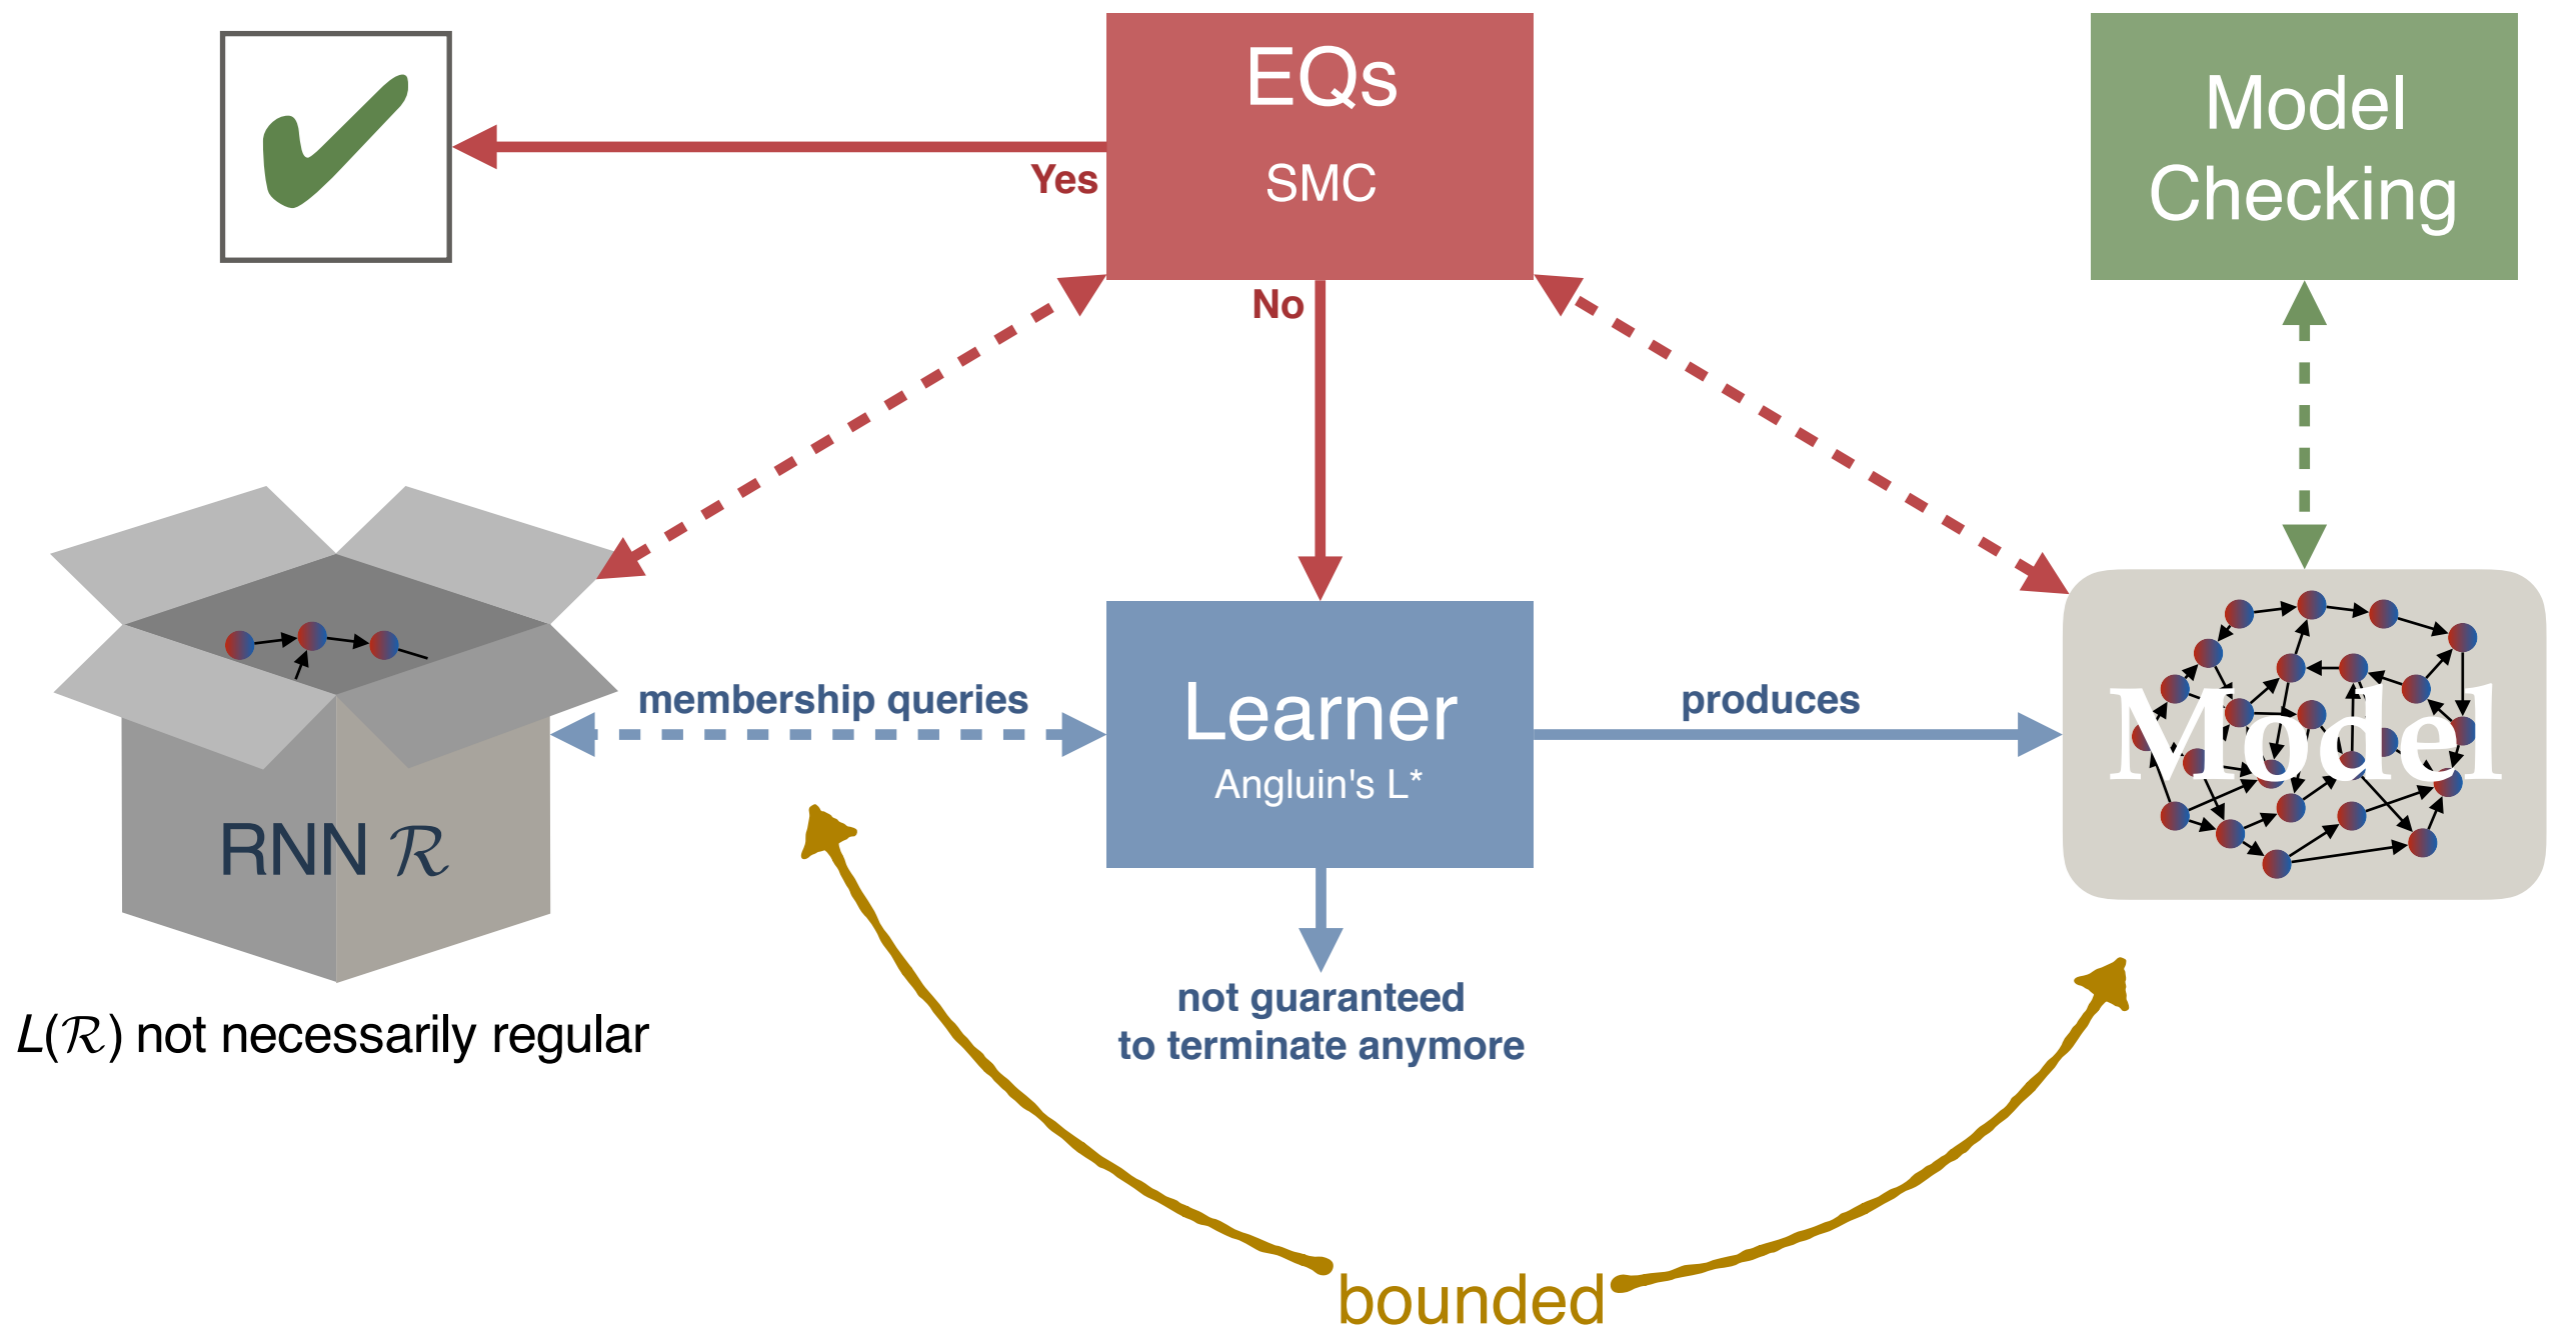 EQs
SMC
Model
Checking
Yes
No
membership queries
Learner
Angluin's L*
produces
Model
RNN ℛ
not guaranteed
to terminate anymore
L(ℛ) not necessarily regular
bounded